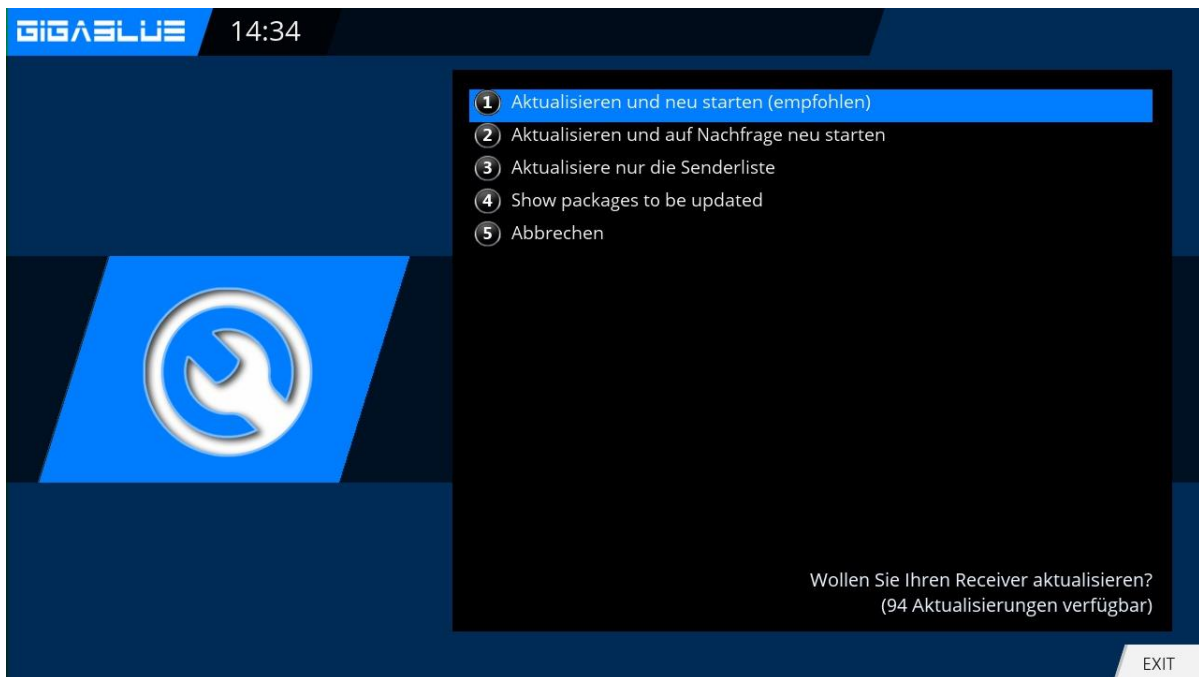 GIGABLUE 14:34
1 Aktualisieren und neu starten (empfohlen)
2 Aktualisieren und auf Nachfrage neu starten
3 Aktualisiere nur die Senderliste
4 Show packages to be updated
5 Abbrechen
Wollen Sie Ihren Receiver aktualisieren?
(94 Aktualisierungen verfügbar)
EXIT